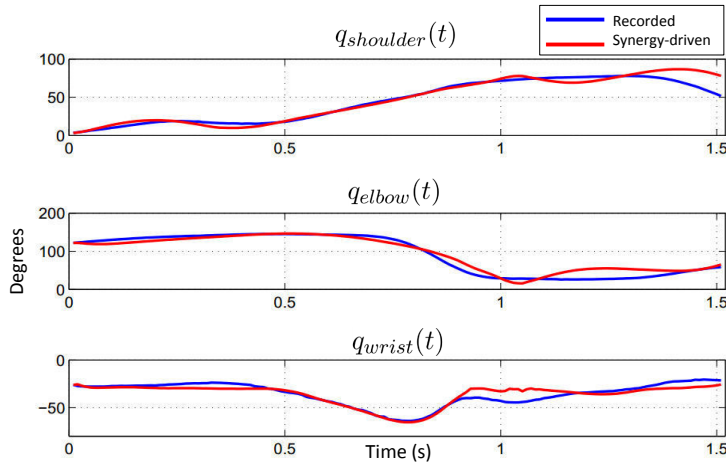 Recorded
Synergy-driven
q_shoulder(t)
100
50
0
0 0.5 1 1.5
q_elbow(t)
200
100
0
0 0.5 1 1.5
Degrees
q_wrist(t)
0
−50
0 0.5 1 1.5
Time (s)